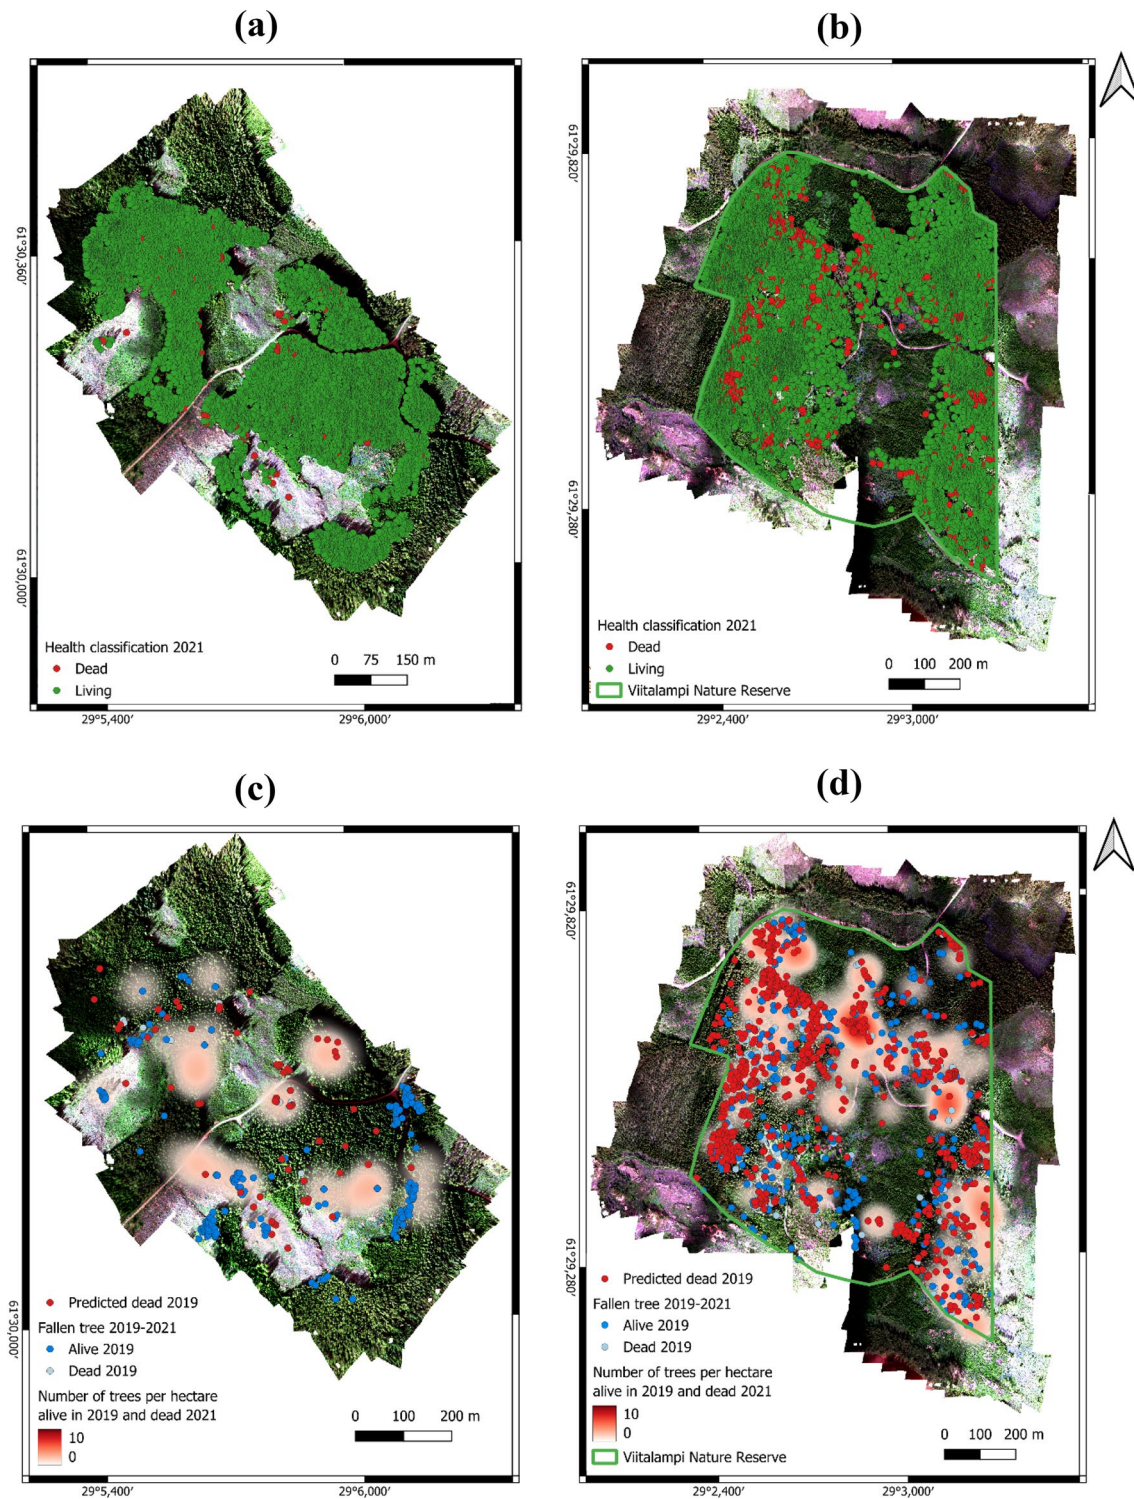 (a)
61°30,360′
61°30,000′
Health classification 2021
Dead
Living
0 75 150 m
29°5,400′ 29°6,000′
(b)
61°29,820′
61°29,280′
Health classification 2021
Dead
Living
Viitalampi Nature Reserve
0 100 200 m
29°2,400′ 29°3,000′
(c)
61°30,000′
Predicted dead 2019
Fallen tree 2019-2021
Alive 2019
Dead 2019
Number of trees per hectare
alive in 2019 and dead 2021
10
0
0 100 200 m
29°5,400′ 29°6,000′
(d)
61°29,820′
61°29,280′
Predicted dead 2019
Fallen tree 2019-2021
Alive 2019
Dead 2019
Number of trees per hectare
alive in 2019 and dead 2021
10
0
Viitalampi Nature Reserve
0 100 200 m
29°2,400′ 29°3,000′